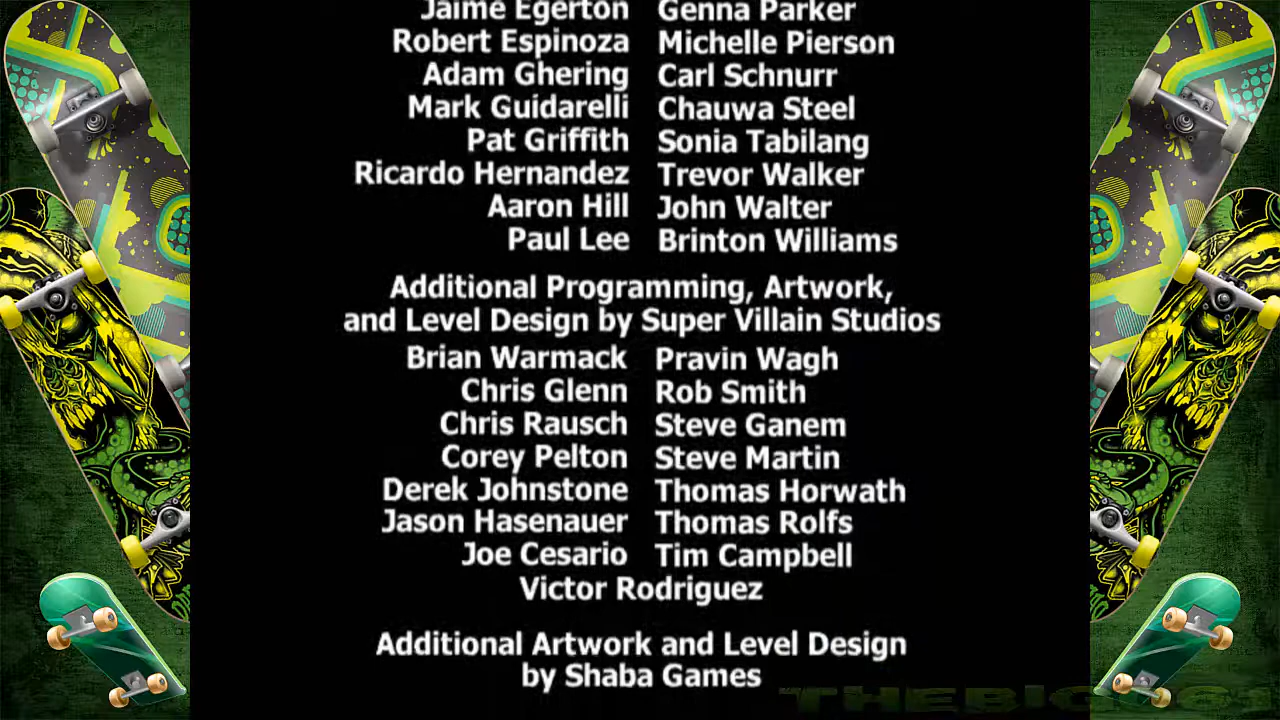 Jaime Egerton Genna Parker
Robert Espinoza Michelle Pierson
Adam Ghering Carl Schnurr
Mark Guidarelli Chauwa Steel
Pat Griffith Sonia Tabilang
Ricardo Hernandez Trevor Walker
Aaron Hill John Walter
Paul Lee Brinton Williams
Additional Programming, Artwork,
and Level Design by Super Villain Studios
Brian Warmack Pravin Wagh
Chris Glenn Rob Smith
Chris Rausch Steve Ganem
Corey Pelton Steve Martin
Derek Johnstone Thomas Horwath
Jason Hasenauer Thomas Rolfs
Joe Cesario Tim Campbell
Victor Rodriguez
Additional Artwork and Level Design
by Shaba Games